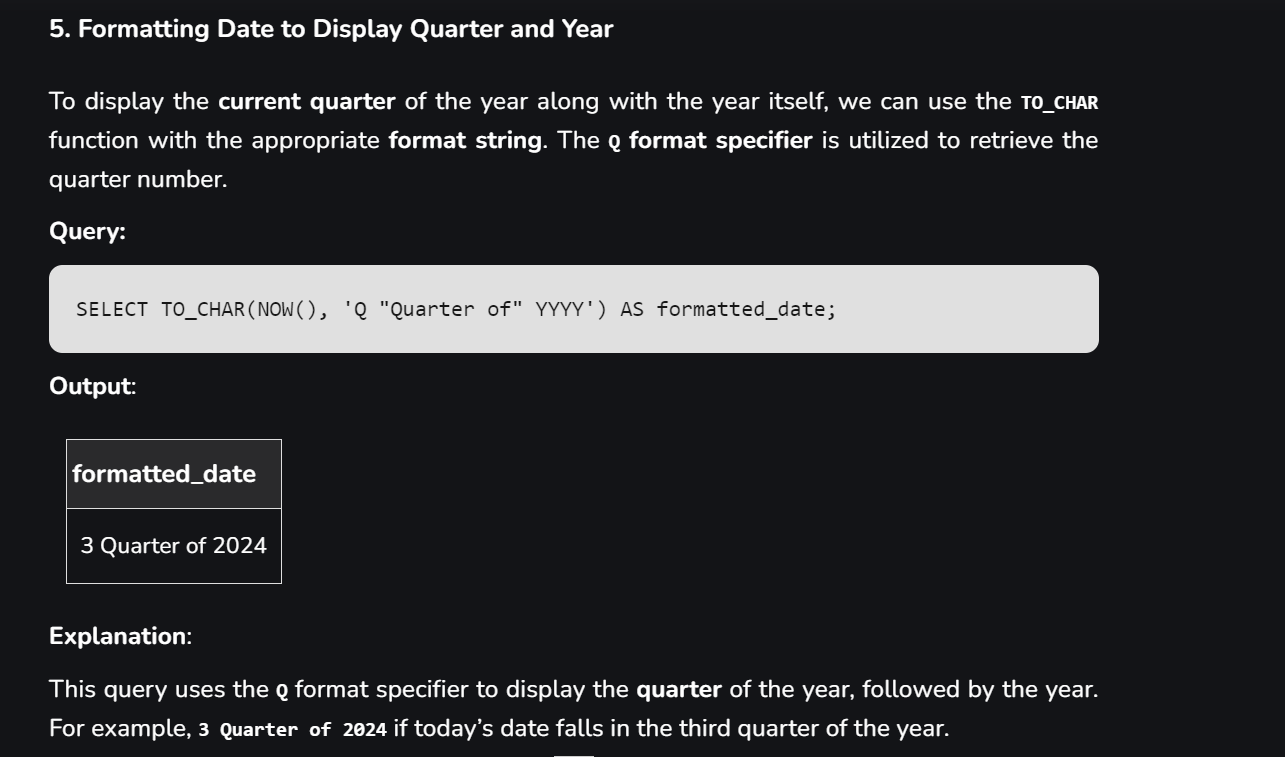 5. Formatting Date to Display Quarter and Year
To display the current quarter of the year along with the year itself, we can use the TO_CHAR
function with the appropriate format string. The Q format specifier is utilized to retrieve the
quarter number.
Query:
SELECT TO_CHAR(NOW(), 'Q "Quarter of" YYYY') AS formatted_date;
Output:
formatted_date
3 Quarter of 2024
Explanation:
This query uses the Q format specifier to display the quarter of the year, followed by the year.
For example, 3 Quarter of 2024 if today’s date falls in the third quarter of the year.